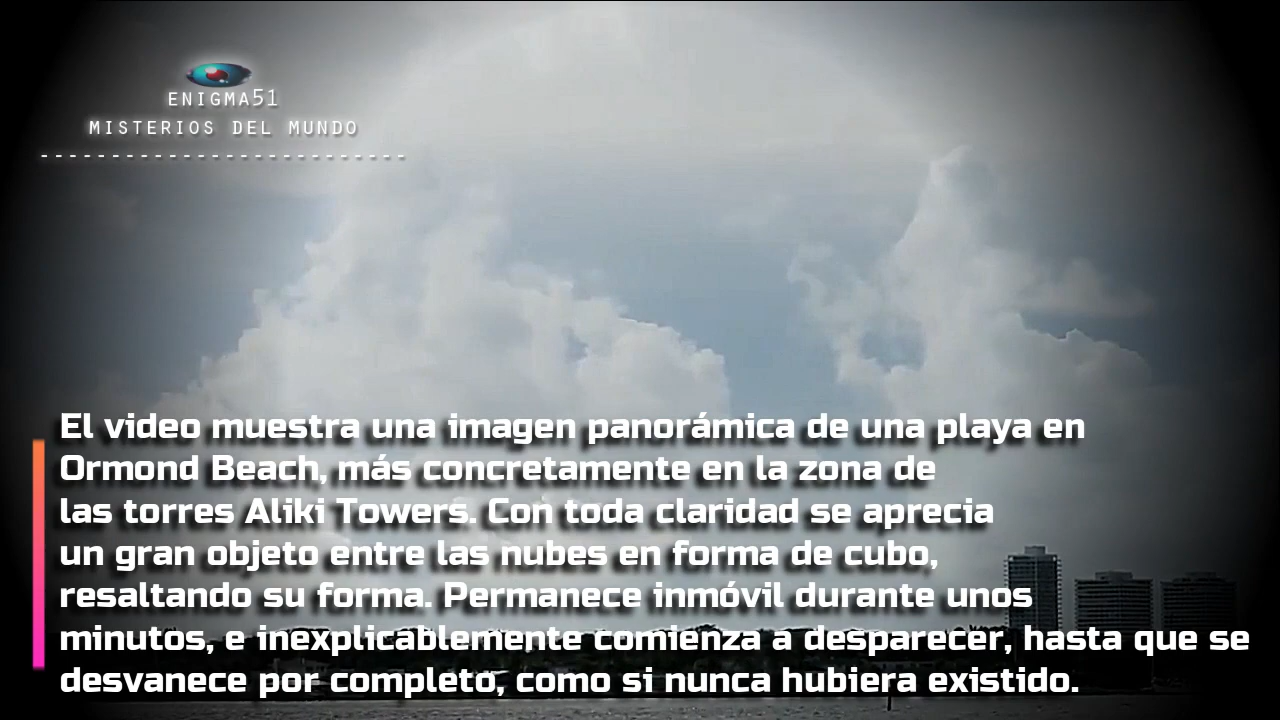 ENIGMA51
MISTERIOS DEL MUNDO
El video muestra una imagen panorámica de una playa en
Ormond Beach, más concretamente en la zona de
las torres Aliki Towers. Con toda claridad se aprecia
un gran objeto entre las nubes en forma de cubo,
resaltando su forma. Permanece inmóvil durante unos
minutos, e inexplicablemente comienza a desparecer, hasta que se
desvanece por completo, como si nunca hubiera existido.